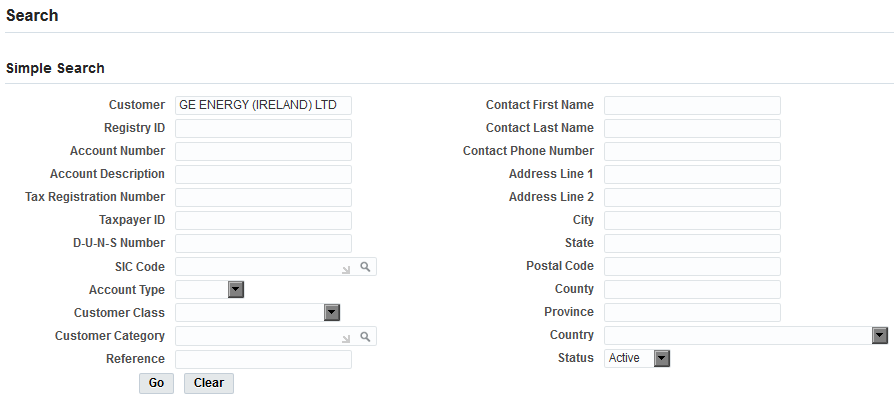 Search
Simple Search
Customer GE ENERGY (IRELAND) LTD Contact First Name
Registry ID Contact Last Name
Account Number Contact Phone Number
Account Description Address Line 1
Tax Registration Number Address Line 2
Taxpayer ID City
D-U-N-S Number State
SIC Code Postal Code
Account Type County
Customer Class Province
Customer Category Country
Reference Status Active
Go Clear